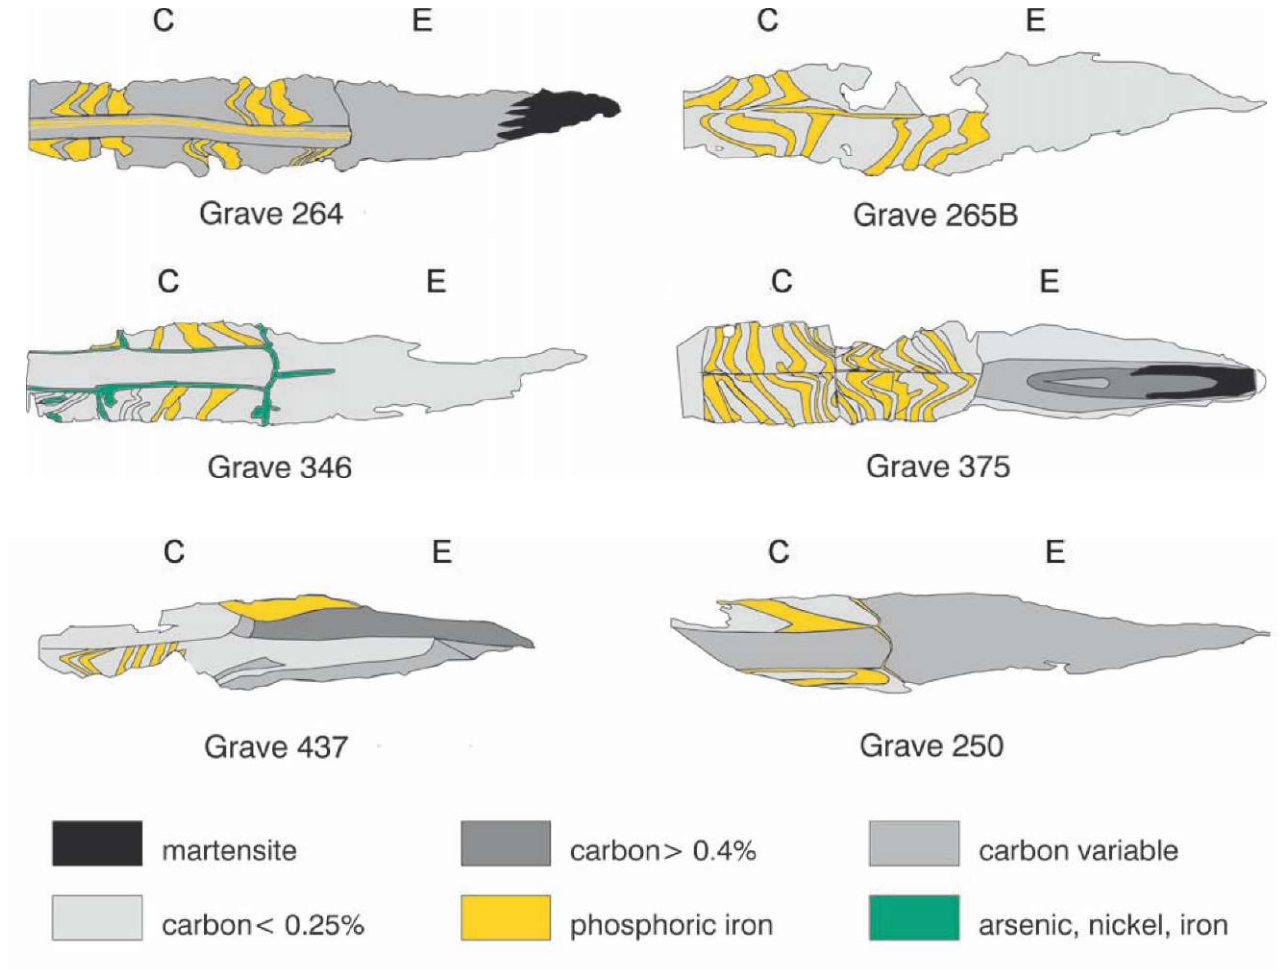 C E C E
Grave 264 Grave 265B
C E C E
Grave 346 Grave 375
C E C E
Grave 437 Grave 250
martensite carbon> 0.4% carbon variable
carbon< 0.25% phosphoric iron arsenic, nickel, iron